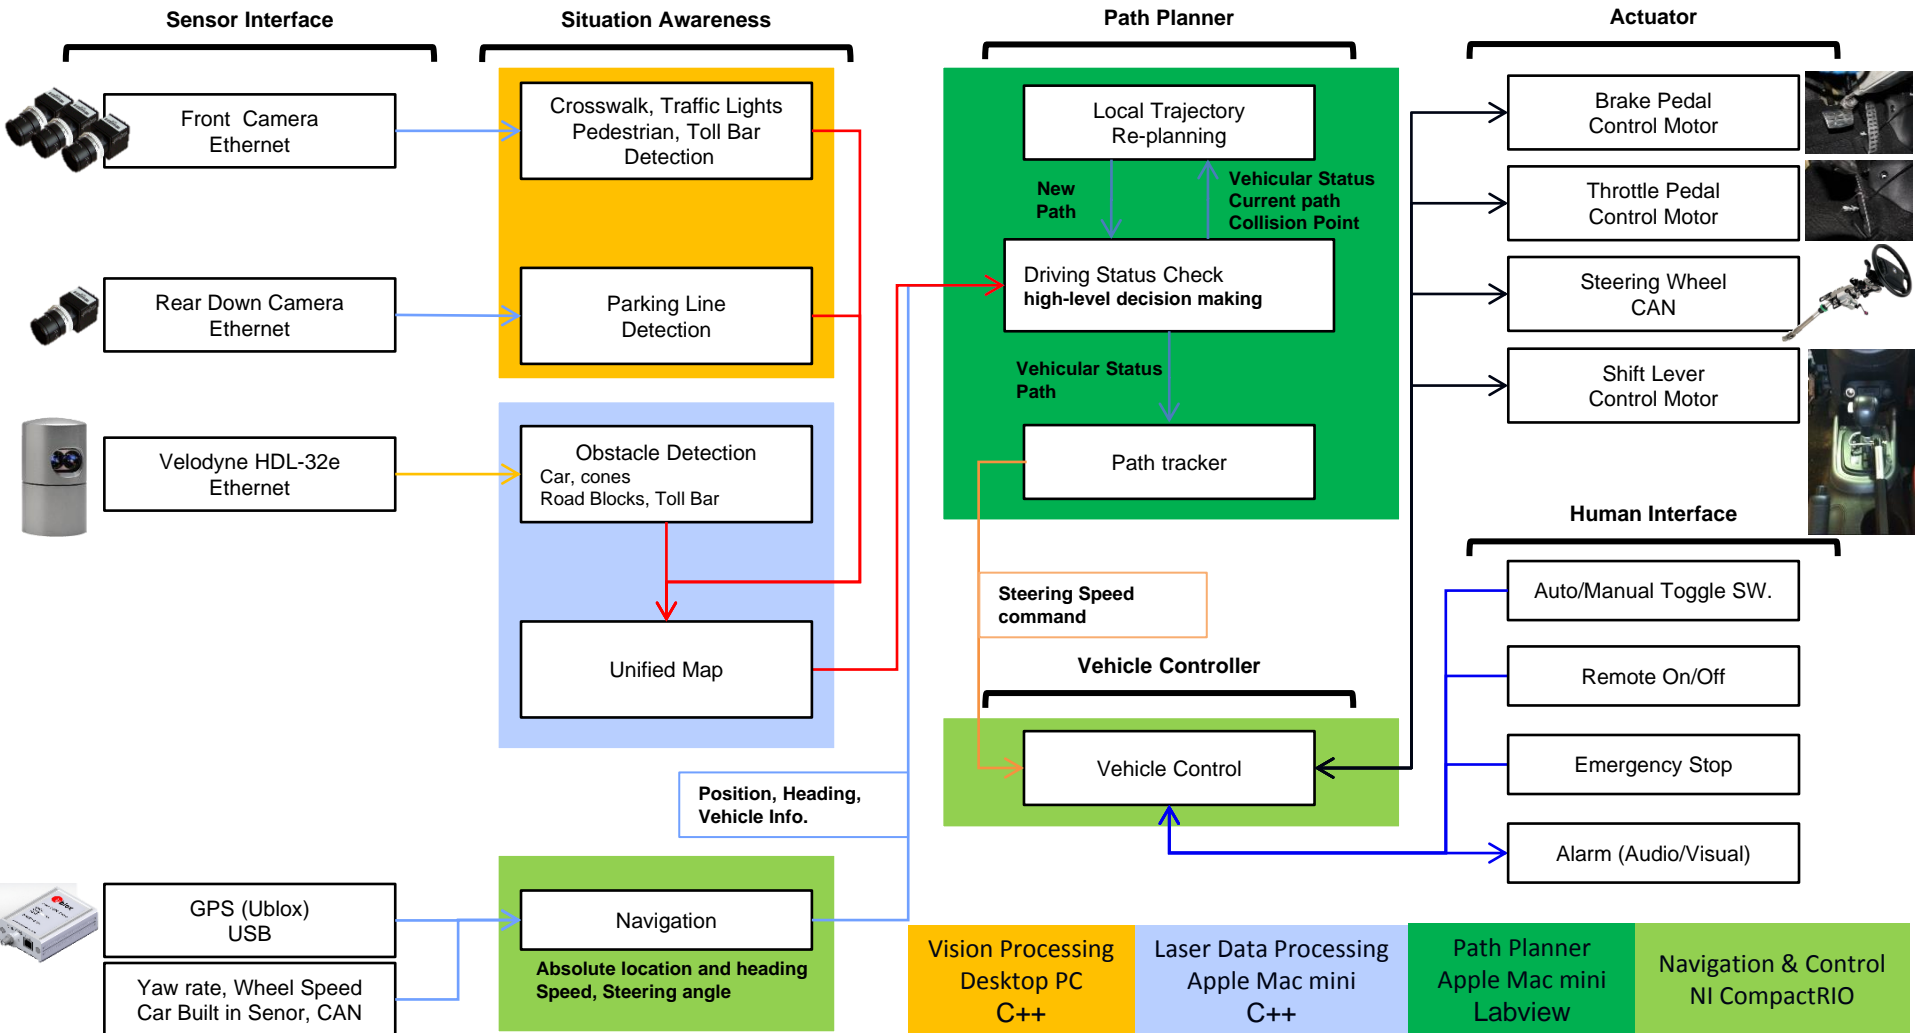 Sensor Interface
Situation Awareness
Path Planner
Actuator
Front  Camera
Ethernet
Crosswalk, Traffic Lights
Pedestrian, Toll Bar
Detection
Local Trajectory
Re-planning
Brake Pedal
Control Motor
New
Path
Vehicular Status
Current path
Collision Point
Throttle Pedal
Control Motor
Rear Down Camera
Ethernet
Parking Line
Detection
Driving Status Check
high-level decision making
Steering Wheel
CAN
Vehicular Status
Path
Shift Lever
Control Motor
Velodyne HDL-32e
Ethernet
Obstacle Detection
Car, cones
Road Blocks, Toll Bar
Path tracker
Human Interface
Steering Speed
command
Auto/Manual Toggle SW.
Unified Map
Vehicle Controller
Remote On/Off
Vehicle Control
Emergency Stop
Position, Heading,
Vehicle Info.
Alarm (Audio/Visual)
ublox
GPS (Ublox)
USB
Navigation
Absolute location and heading
Speed, Steering angle
Yaw rate, Wheel Speed
Car Built in Senor, CAN
Vision Processing
Desktop PC
C++
Laser Data Processing
Apple Mac mini
C++
Path Planner
Apple Mac mini
Labview
Navigation & Control
NI CompactRIO